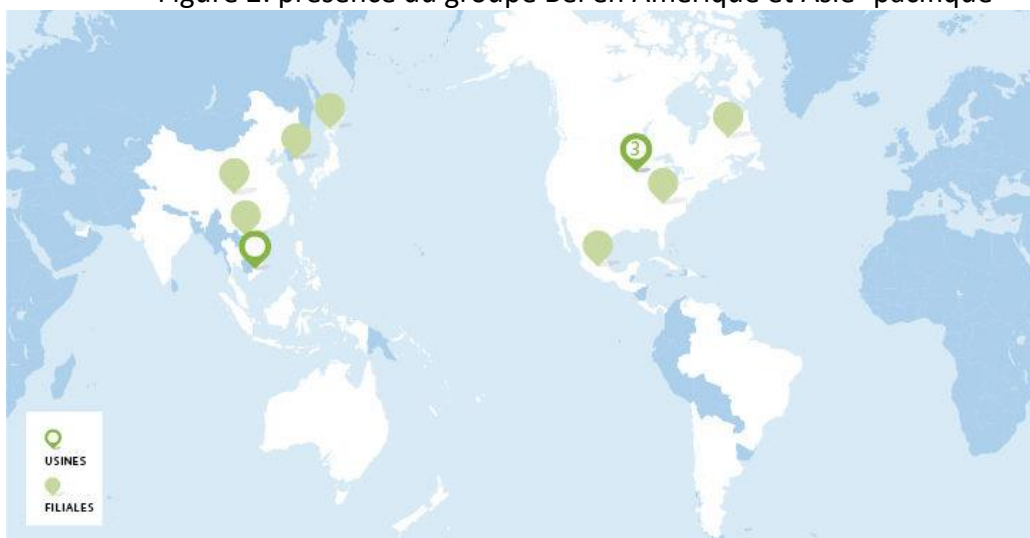 Figure 2: présence du groupe Bel en Amérique et Asie- pacifique
3
USINES
FILIALES